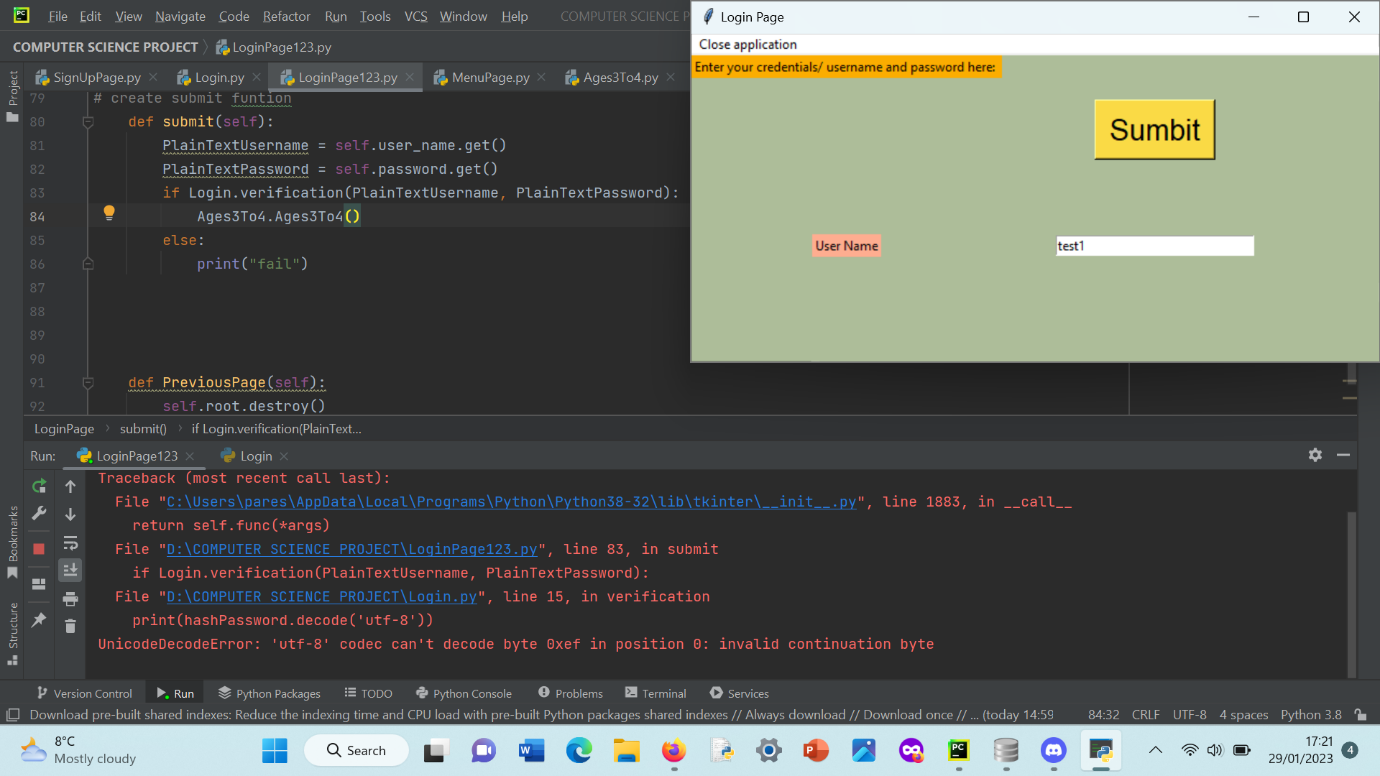 PC File Edit View Navigate Code Refactor Run Tools VCS Window Help COMPUTER SCIENCE P
COMPUTER SCIENCE PROJECT LoginPage123.py
SignUpPage.py Login.py LoginPage123.py MenuPage.py Ages3To4.py
Project
79 # create submit funtion
80 def submit(self):
81 PlainTextUsername = self.user_name.get()
82 PlainTextPassword = self.password.get()
83 if Login.verification(PlainTextUsername, PlainTextPassword):
84 Ages3To4.Ages3To4()
85 else:
86 print("fail")
87
88
89
90
91 def PreviousPage(self):
92 self.root.destroy()
LoginPage submit() if Login.verification(PlainText...
Login Page
Close application
Enter your credentials/ username and password here:
Sumbit
User Name test1
Run: LoginPage123 Login
Traceback (most recent call last):
File "C:\Users\pares\AppData\Local\Programs\Python\Python38-32\lib\tkinter\__init__.py", line 1883, in __call__
return self.func(*args)
File "D:\COMPUTER SCIENCE PROJECT\LoginPage123.py", line 83, in submit
if Login.verification(PlainTextUsername, PlainTextPassword):
File "D:\COMPUTER SCIENCE PROJECT\Login.py", line 15, in verification
print(hashPassword.decode('utf-8'))
UnicodeDecodeError: 'utf-8' codec can't decode byte 0xef in position 0: invalid continuation byte
Bookmarks
Structure
Version Control Run Python Packages TODO Python Console Problems Terminal Services
Download pre-built shared indexes: Reduce the indexing time and CPU load with pre-built Python packages shared indexes // Always download // Download once // ... (today 14:59 84:32 CRLF UTF-8 4 spaces Python 3.8
8°C
Mostly cloudy
Search
W
P
PC
17:21
29/01/2023
4